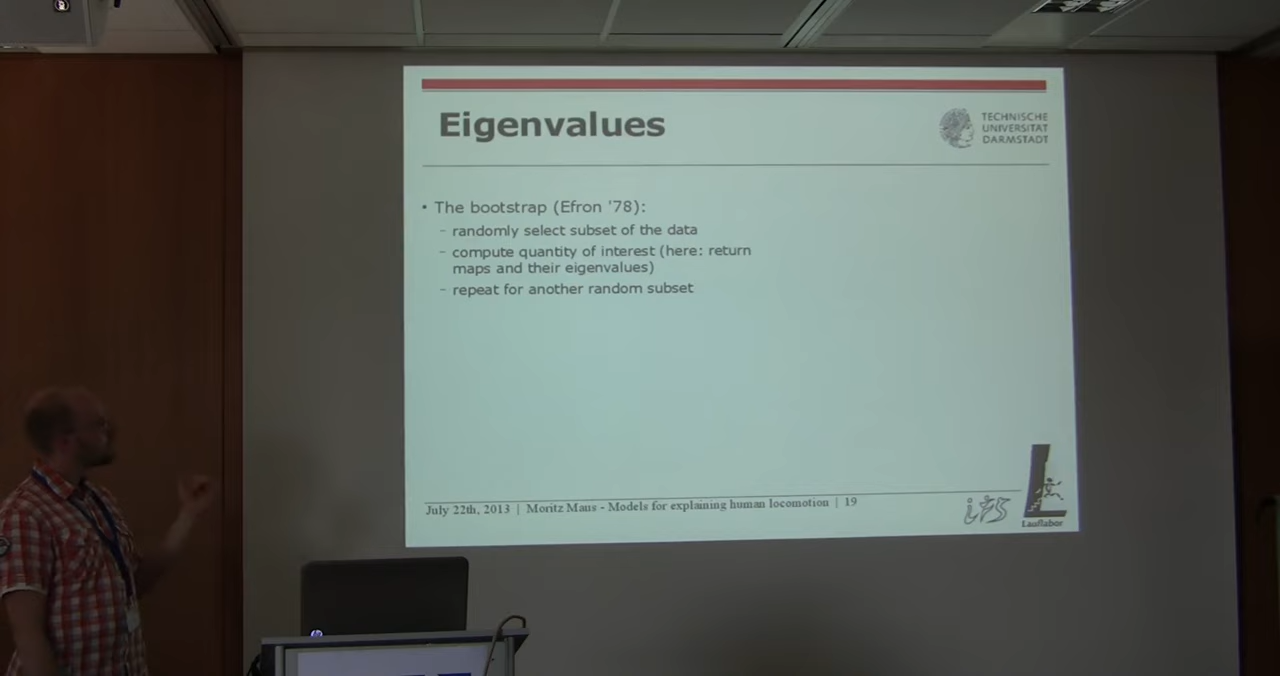 Eigenvalues
TECHNISCHE
UNIVERSITÄT
DARMSTADT
• The bootstrap (Efron '78):
- randomly select subset of the data
- compute quantity of interest (here: return
maps and their eigenvalues)
- repeat for another random subset
July 22th, 2013 | Moritz Maus - Models for explaining human locomotion | 19
L
Lauflabor
hp